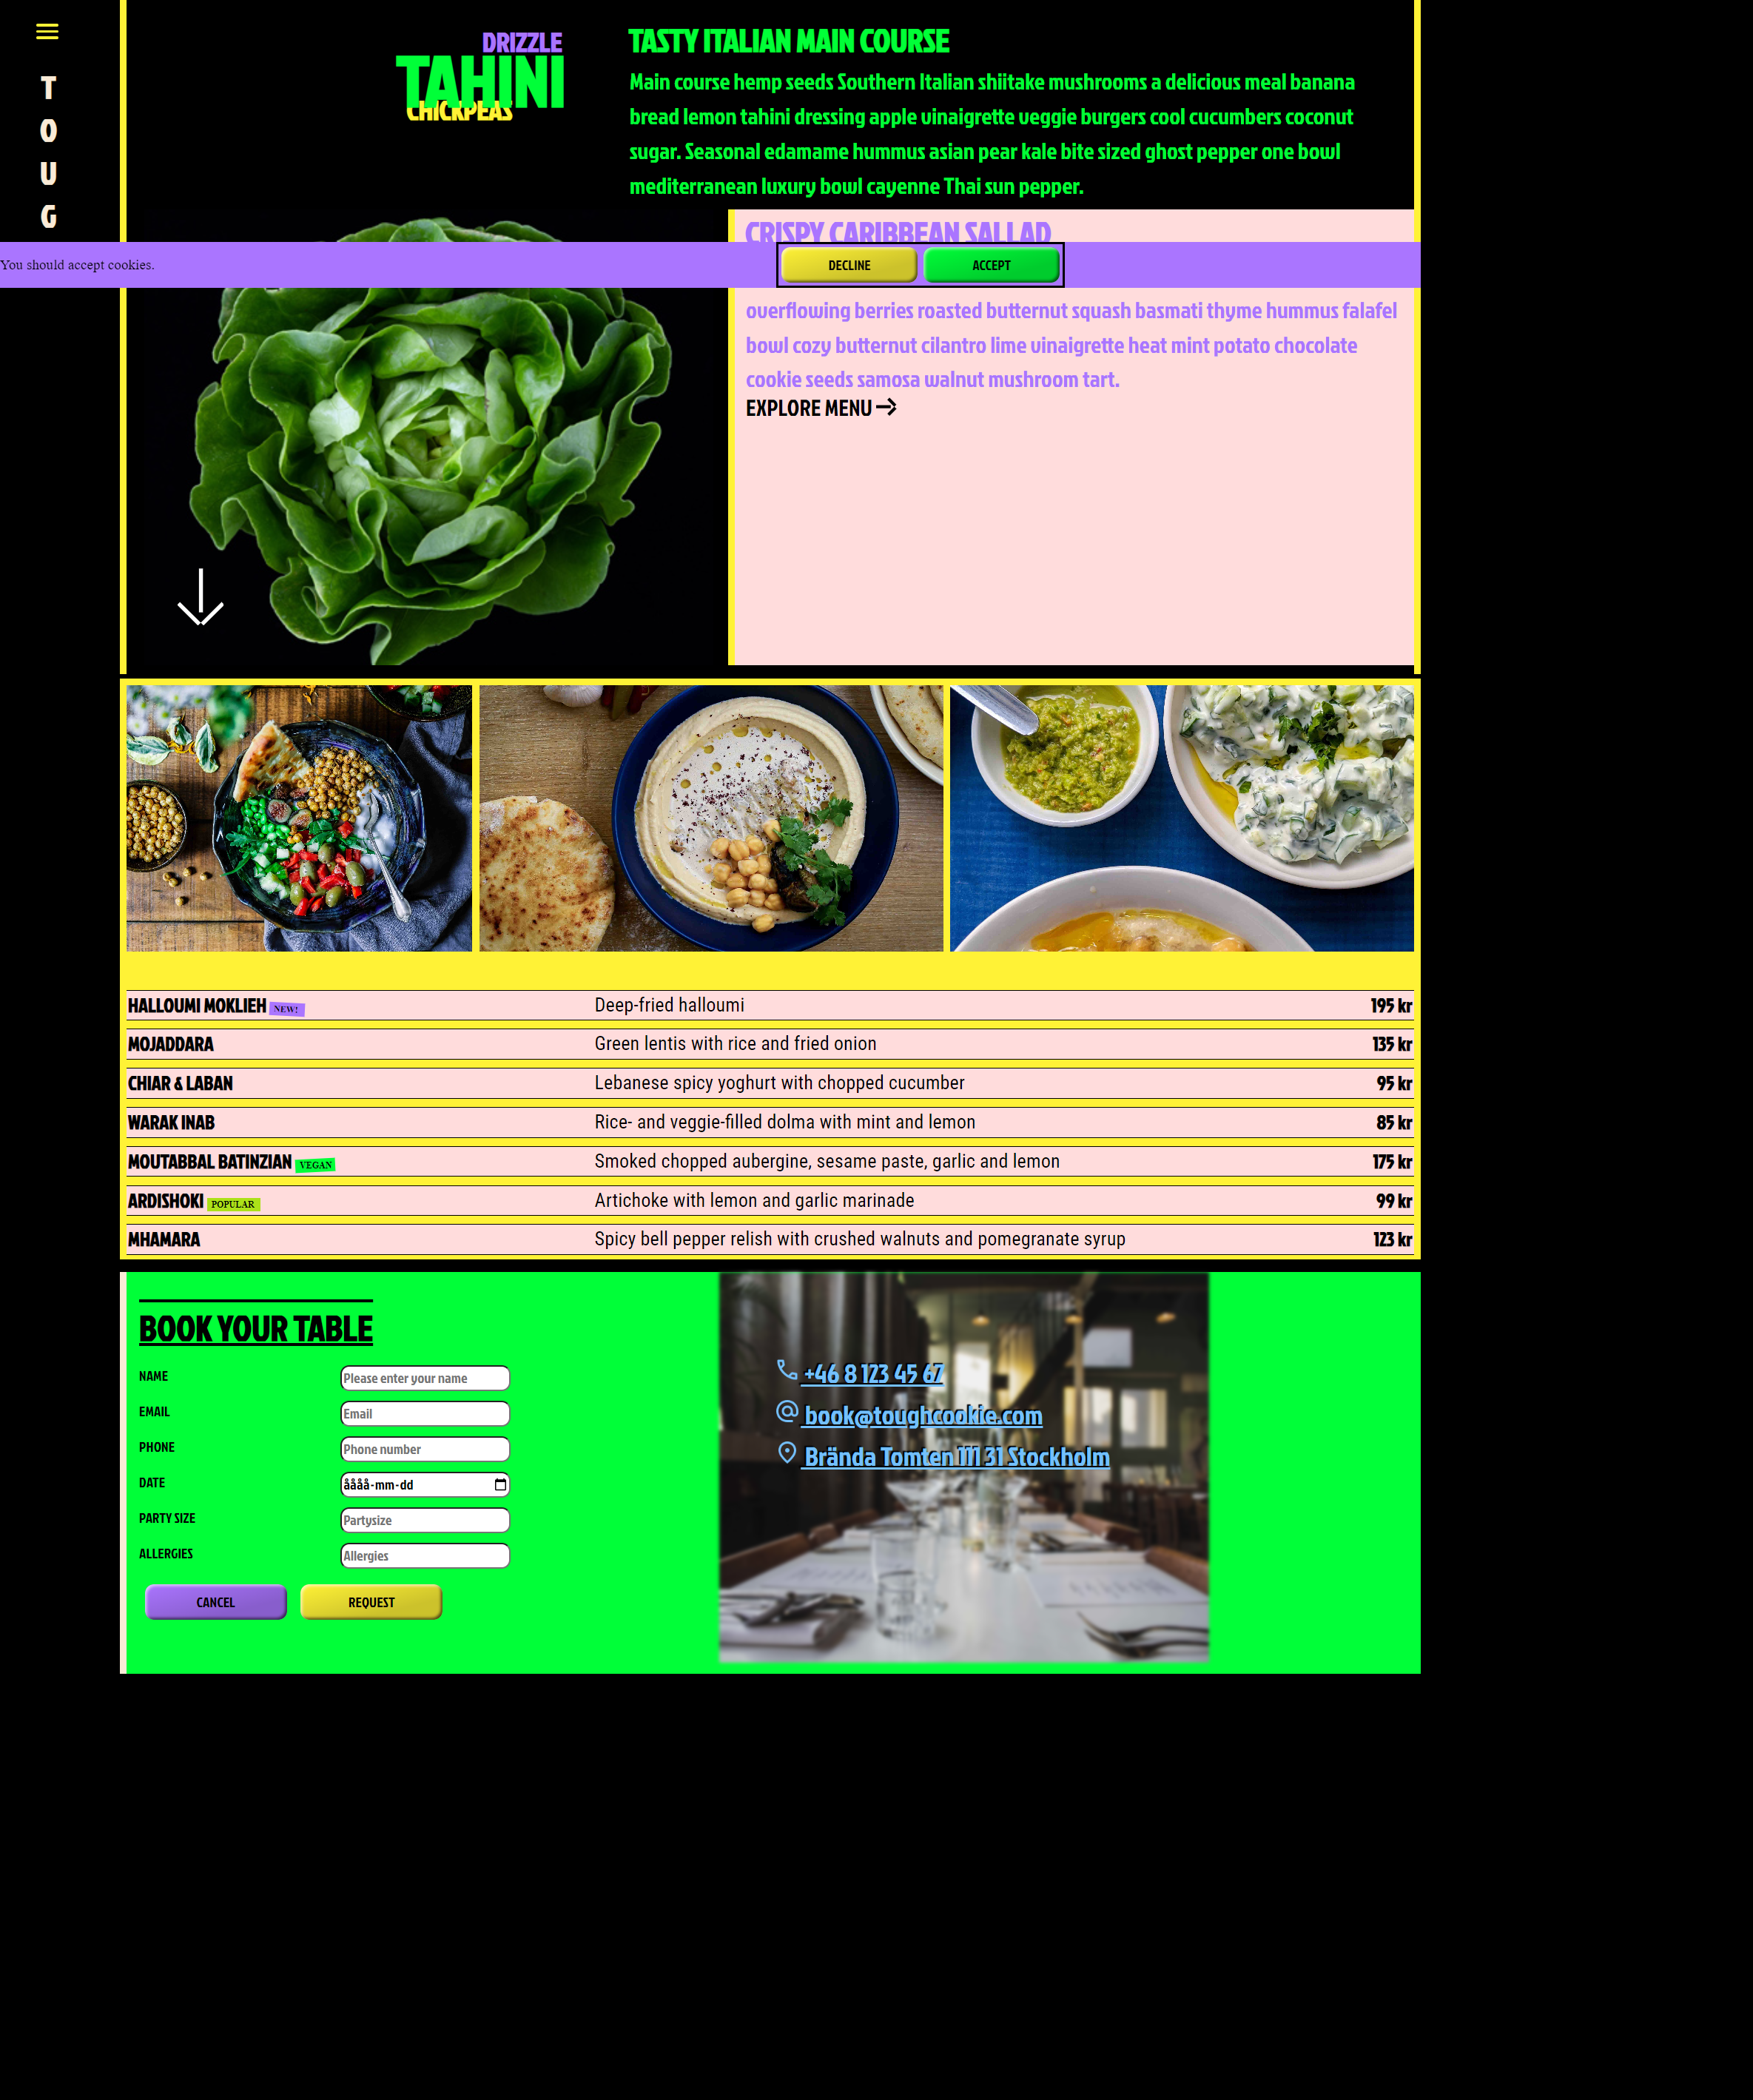 T
O
U
G
DRIZZLE
TAHINI
CHICKPEAS
TASTY ITALIAN MAIN COURSE
Main course hemp seeds Southern Italian shiitake mushrooms a delicious meal banana
bread lemon tahini dressing apple vinaigrette veggie burgers cool cucumbers coconut
sugar. Seasonal edamame hummus asian pear kale bite sized ghost pepper one bowl
mediterranean luxury bowl cayenne Thai sun pepper.
CRISPY CARIBBEAN SALLAD
You should accept cookies.
DECLINE
ACCEPT
overflowing berries roasted butternut squash basmati thyme hummus falafel
bowl cozy butternut cilantro lime vinaigrette heat mint potato chocolate
cookie seeds samosa walnut mushroom tart.
EXPLORE MENU
HALLOUMI MOKLIEH NEW! Deep-fried halloumi 195 kr
MOJADDARA Green lentis with rice and fried onion 135 kr
CHIAR & LABAN Lebanese spicy yoghurt with chopped cucumber 95 kr
WARAK INAB Rice- and veggie-filled dolma with mint and lemon 85 kr
MOUTABBAL BATINZIAN VEGAN Smoked chopped aubergine, sesame paste, garlic and lemon 175 kr
ARDISHOKI POPULAR Artichoke with lemon and garlic marinade 99 kr
MHAMARA Spicy bell pepper relish with crushed walnuts and pomegranate syrup 123 kr
BOOK YOUR TABLE
NAME Please enter your name
EMAIL Email
PHONE Phone number
DATE åååå-mm-dd
PARTY SIZE Partysize
ALLERGIES Allergies
CANCEL REQUEST
+46 8 123 45 67
book@toughcookie.com
Brända Tomten 111 31 Stockholm